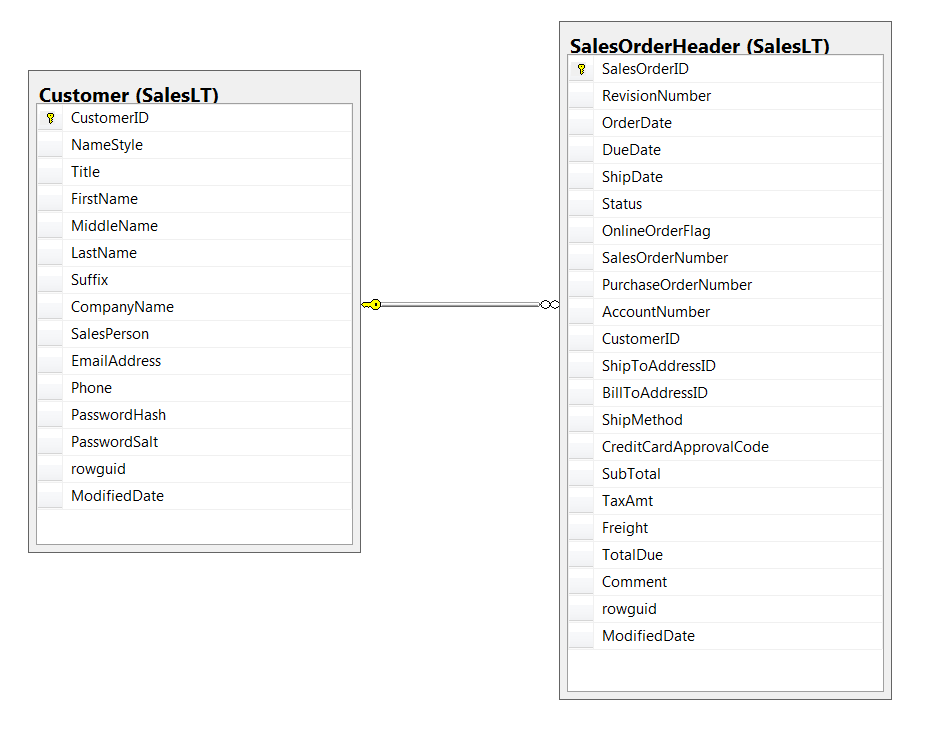 Customer (SalesLT)
CustomerID
NameStyle
Title
FirstName
MiddleName
LastName
Suffix
CompanyName
SalesPerson
EmailAddress
Phone
PasswordHash
PasswordSalt
rowguid
ModifiedDate
SalesOrderHeader (SalesLT)
SalesOrderID
RevisionNumber
OrderDate
DueDate
ShipDate
Status
OnlineOrderFlag
SalesOrderNumber
PurchaseOrderNumber
AccountNumber
CustomerID
ShipToAddressID
BillToAddressID
ShipMethod
CreditCardApprovalCode
SubTotal
TaxAmt
Freight
TotalDue
Comment
rowguid
ModifiedDate